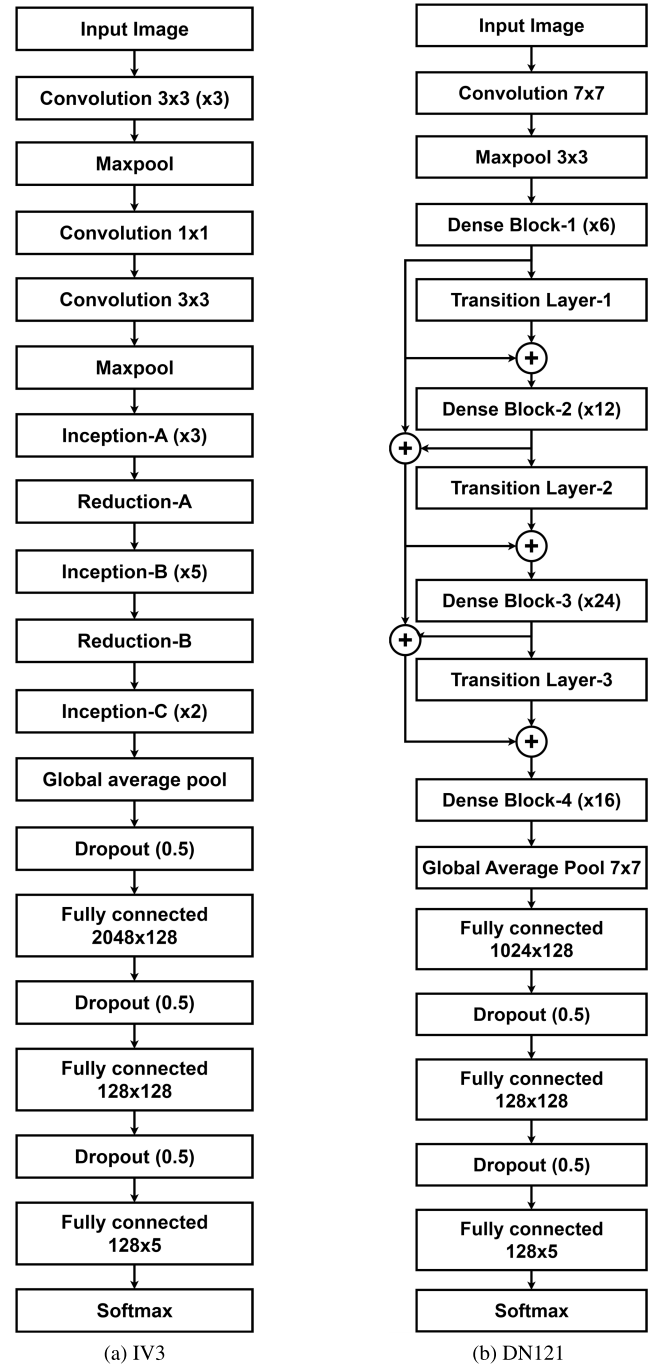 Input Image
Convolution 3x3 (x3)
Maxpool
Convolution 1x1
Convolution 3x3
Maxpool
Inception-A (x3)
Reduction-A
Inception-B (x5)
Reduction-B
Inception-C (x2)
Global average pool
Dropout (0.5)
Fully connected
2048x128
Dropout (0.5)
Fully connected
128x128
Dropout (0.5)
Fully connected
128x5
Softmax
(a) IV3
Input Image
Convolution 7x7
Maxpool 3x3
Dense Block-1 (x6)
Transition Layer-1
+
Dense Block-2 (x12)
+
Transition Layer-2
+
Dense Block-3 (x24)
+
Transition Layer-3
+
Dense Block-4 (x16)
Global Average Pool 7x7
Fully connected
1024x128
Dropout (0.5)
Fully connected
128x128
Dropout (0.5)
Fully connected
128x5
Softmax
(b) DN121